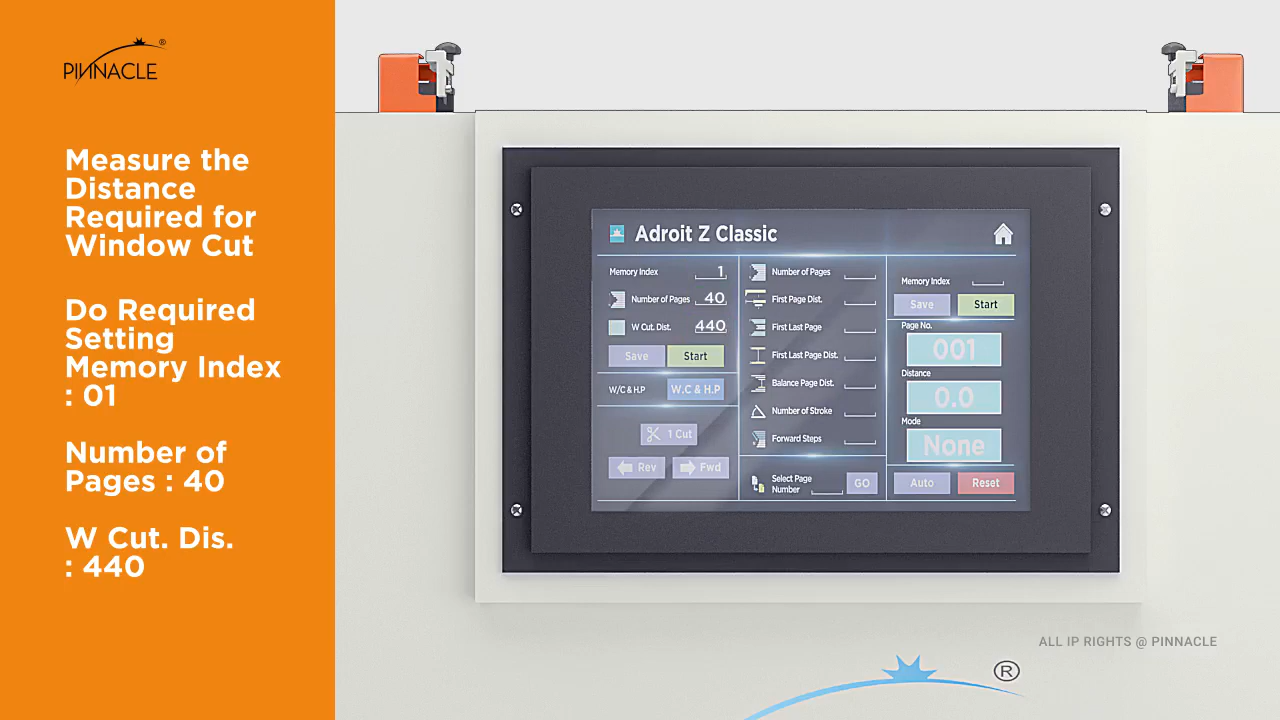 PINNACLE ®
Measure the
Distance
Required for
Window Cut
Do Required
Setting
Memory Index
: 01
Number of
Pages : 40
W Cut. Dis.
: 440
Adroit Z Classic
Memory Index 1
Number of Pages 40
W Cut. Dist. 440
Save Start
W/C & H.P W.C & H.P
1 Cut
Rev Fwd
Number of Pages
First Page Dist.
First Last Page
First Last Page Dist.
Balance Page Dist.
Number of Stroke
Forward Steps
Select Page
Number GO
Memory Index
Save Start
Page No.
001
Distance
0.0
Mode
None
Auto Reset
ALL IP RIGHTS @ PINNACLE
®